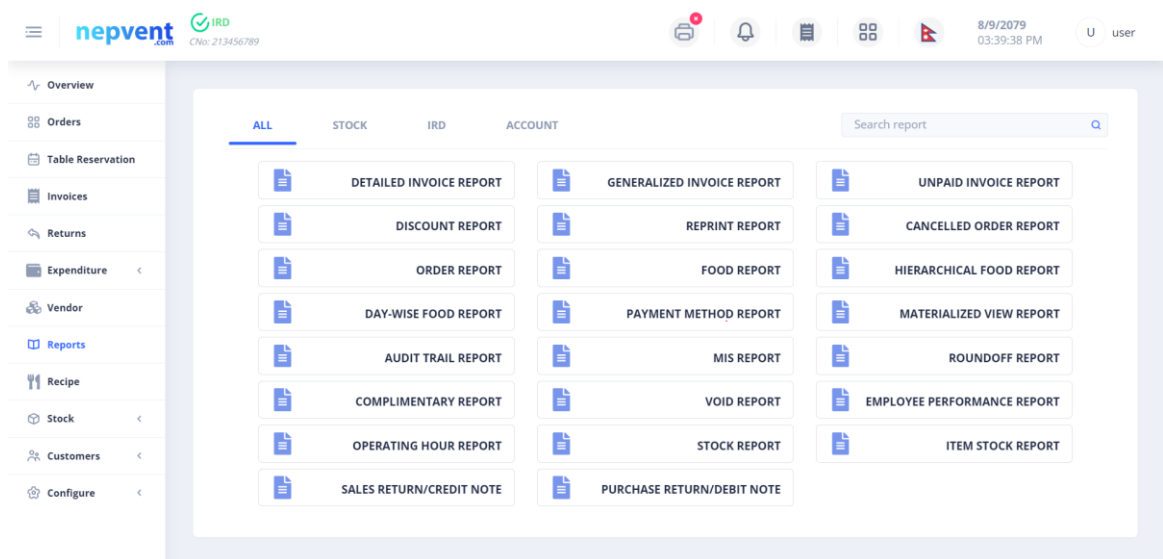 nepvent
.com
IRD
CNo: 213456789
8/9/2079
03:39:38 PM
U user
Overview
Orders
Table Reservation
Invoices
Returns
Expenditure
Vendor
Reports
Recipe
Stock
Customers
Configure
ALL STOCK IRD ACCOUNT
Search report
DETAILED INVOICE REPORT GENERALIZED INVOICE REPORT UNPAID INVOICE REPORT
DISCOUNT REPORT REPRINT REPORT CANCELLED ORDER REPORT
ORDER REPORT FOOD REPORT HIERARCHICAL FOOD REPORT
DAY-WISE FOOD REPORT PAYMENT METHOD REPORT MATERIALIZED VIEW REPORT
AUDIT TRAIL REPORT MIS REPORT ROUNDOFF REPORT
COMPLIMENTARY REPORT VOID REPORT EMPLOYEE PERFORMANCE REPORT
OPERATING HOUR REPORT STOCK REPORT ITEM STOCK REPORT
SALES RETURN/CREDIT NOTE PURCHASE RETURN/DEBIT NOTE